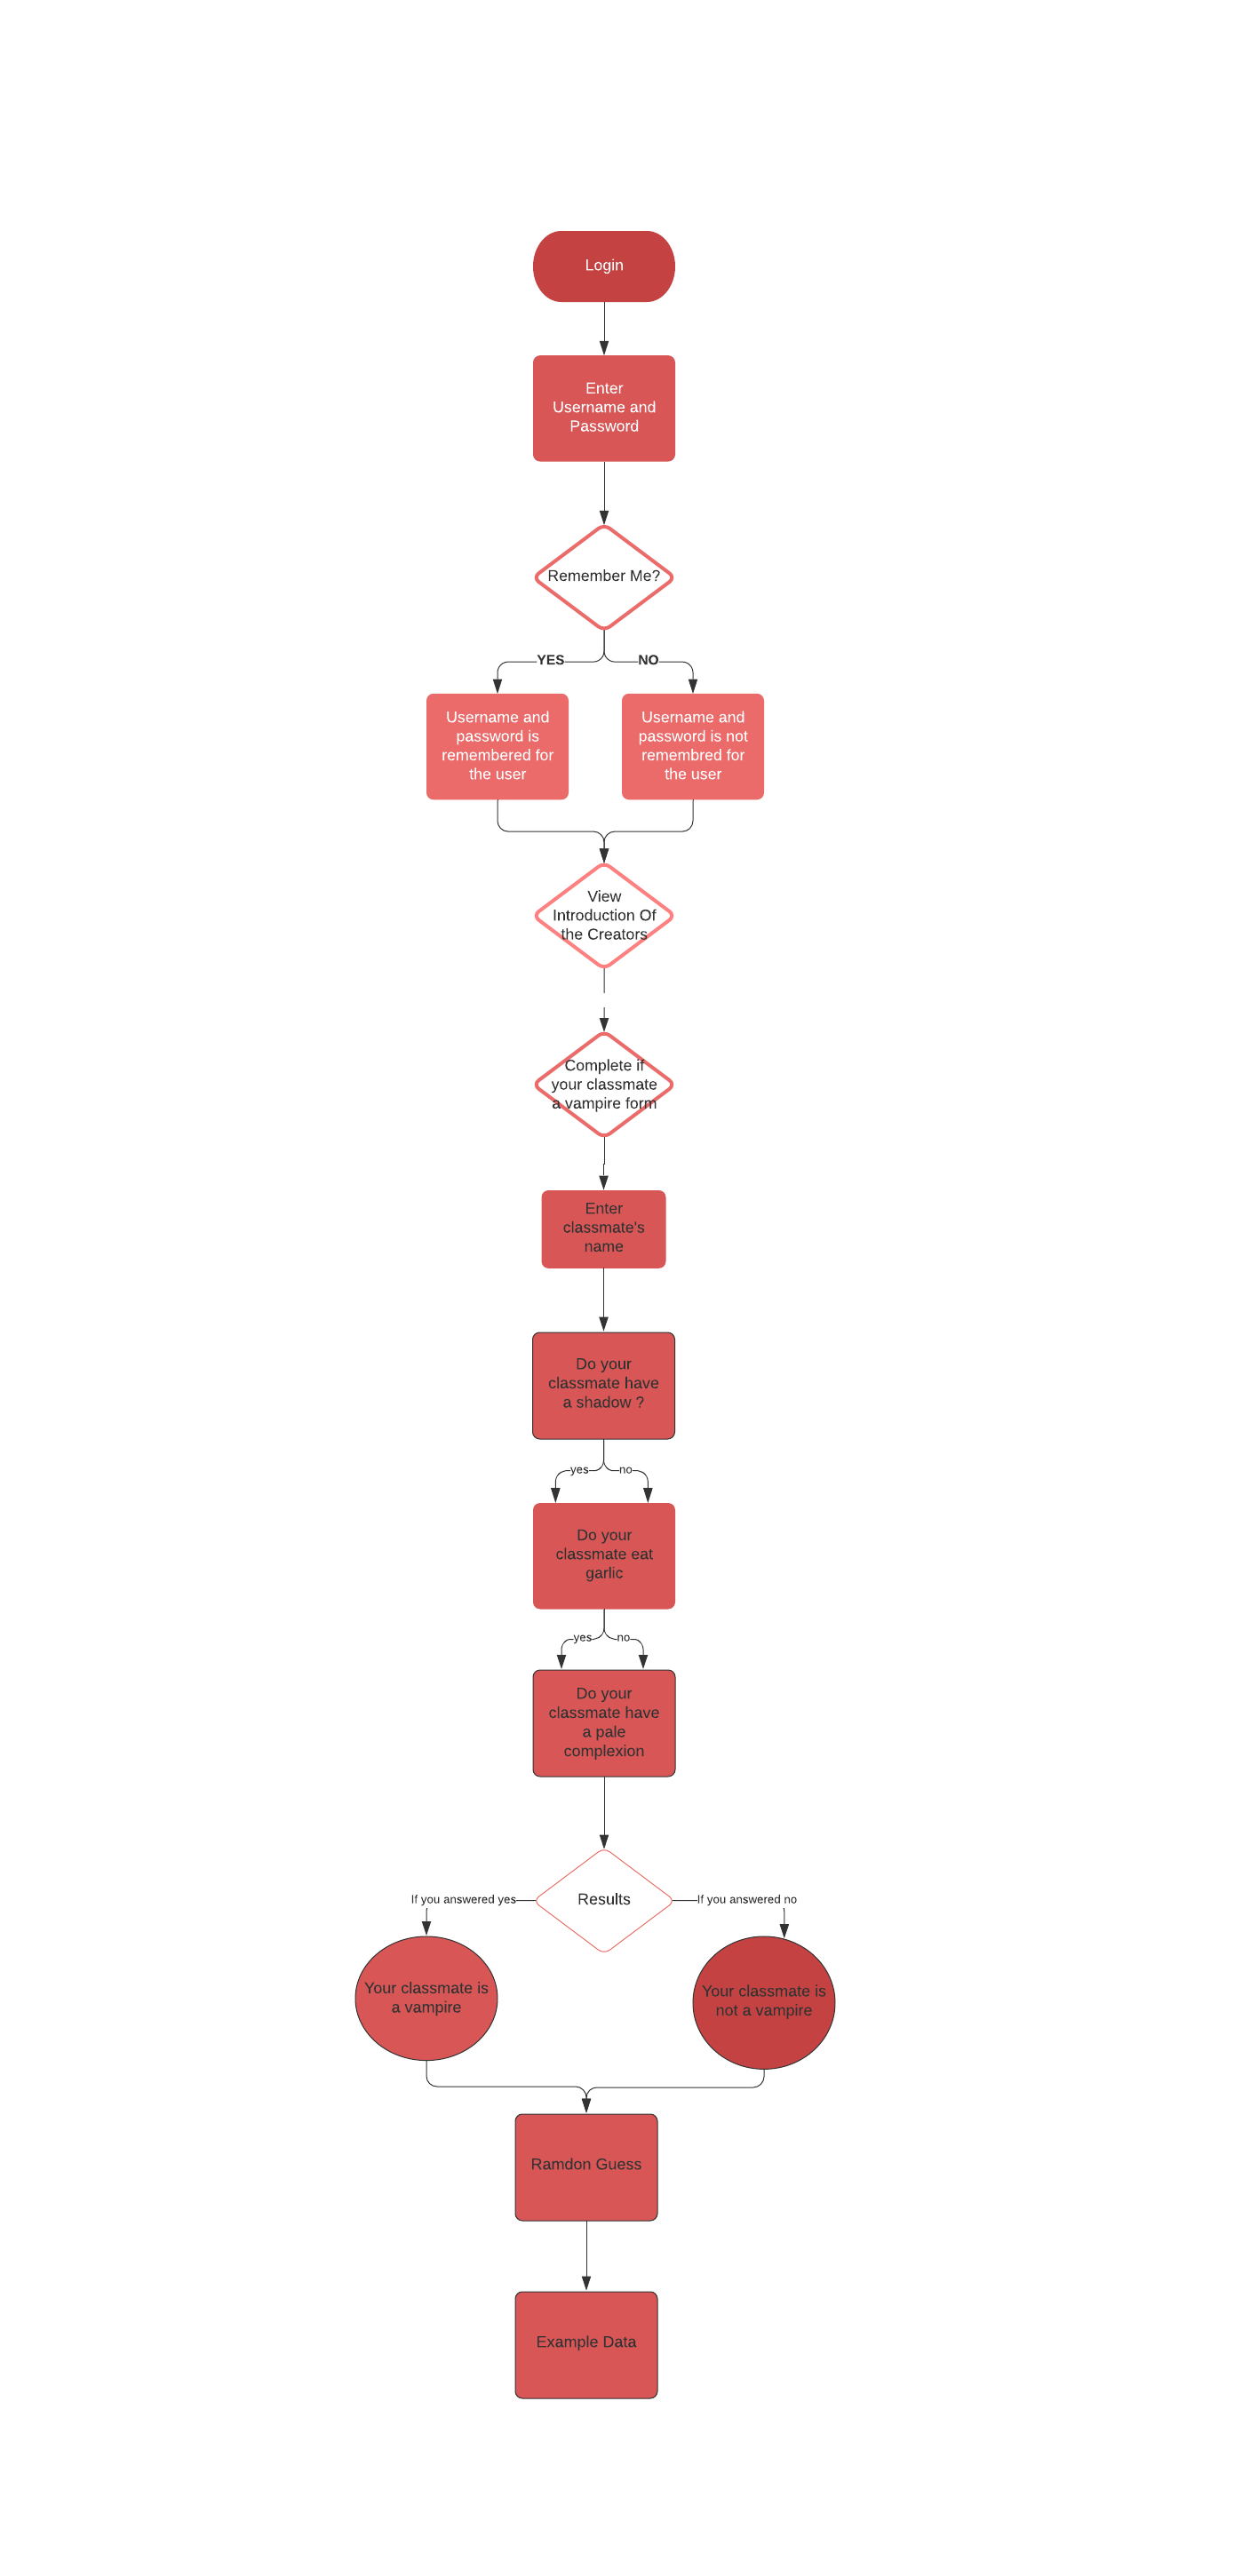 Login
Enter
Username and
Password
Remember Me?
YES
NO
Username and
password is
remembered for
the user
Username and
password is not
remembred for
the user
View
Introduction Of
the Creators
Complete if
your classmate
a vampire form
Enter
classmate's
name
Do your
classmate have
a shadow ?
yes
no
Do your
classmate eat
garlic
yes
no
Do your
classmate have
a pale
complexion
If you answered yes
Results
If you answered no
Your classmate is
a vampire
Your classmate is
not a vampire
Ramdon Guess
Example Data